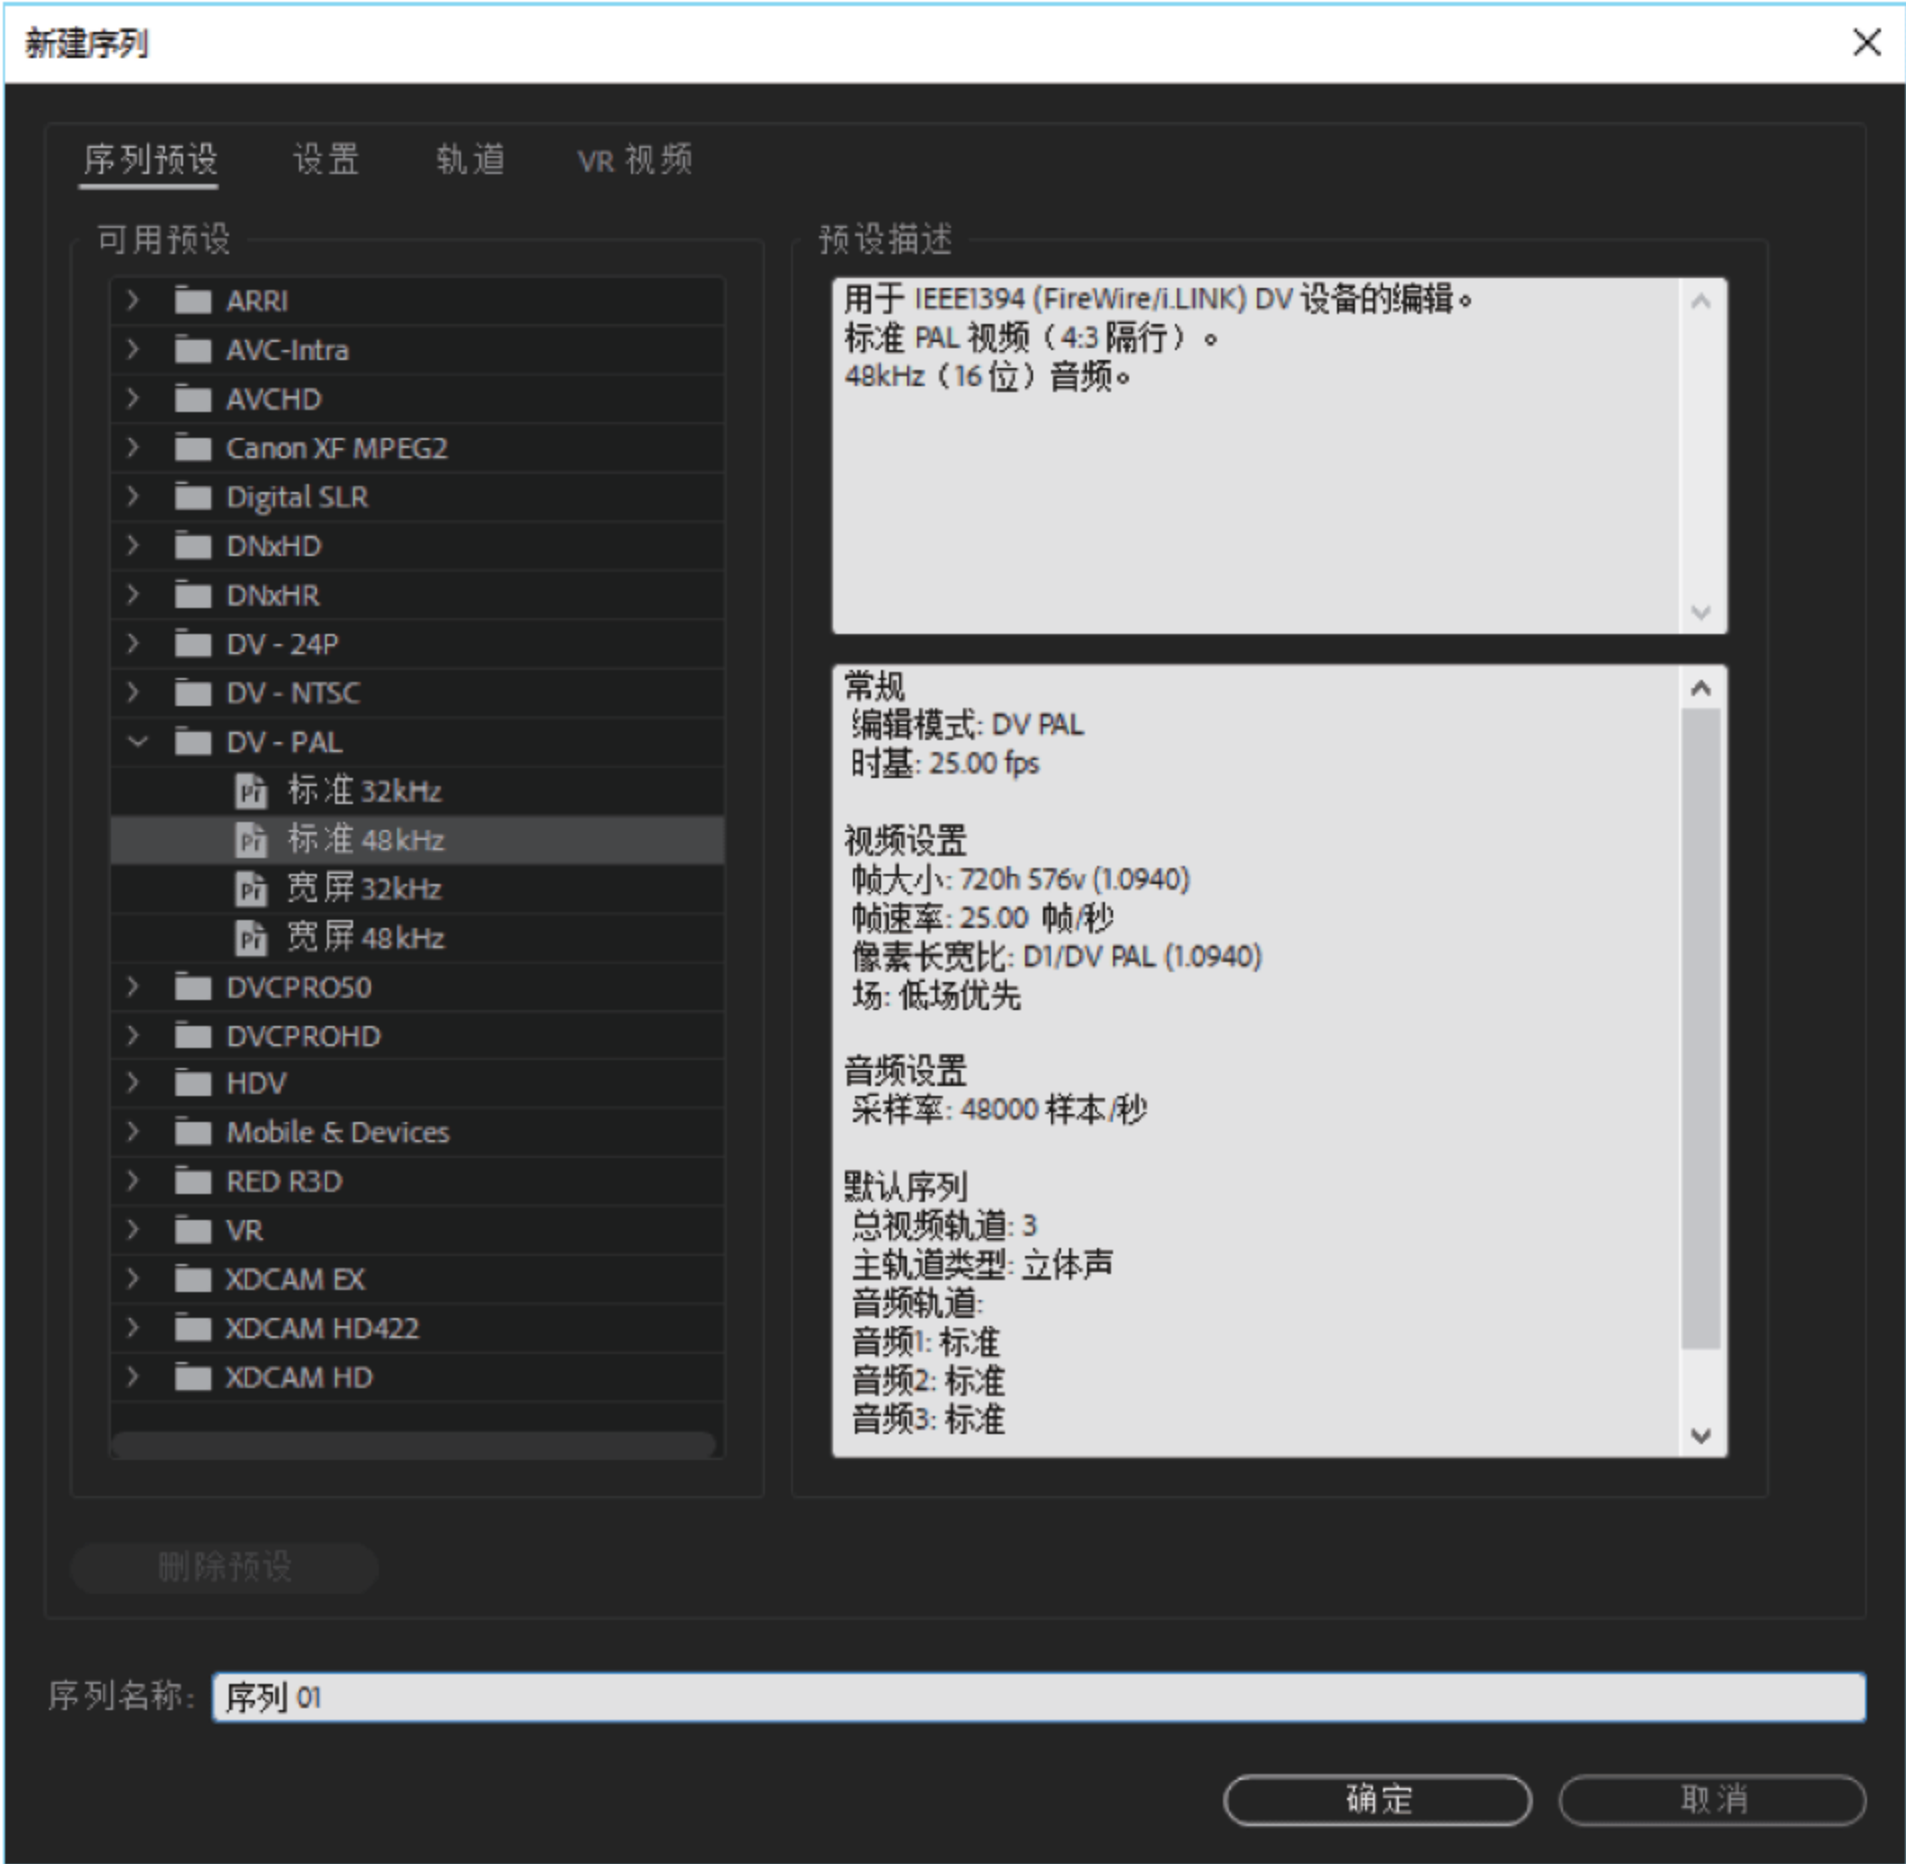 新建序列
序列预设 设置 轨道 VR 视频
可用预设
ARRI
AVC-Intra
AVCHD
Canon XF MPEG2
Digital SLR
DNxHD
DNxHR
DV - 24P
DV - NTSC
DV - PAL
标准 32kHz
标准 48kHz
宽屏 32kHz
宽屏 48kHz
DVCPRO50
DVCPROHD
HDV
Mobile & Devices
RED R3D
VR
XDCAM EX
XDCAM HD422
XDCAM HD
预设描述
用于 IEEE1394 (FireWire/i.LINK) DV 设备的编辑。
标准 PAL 视频（4:3 隔行）。
48kHz（16 位）音频。
常规
编辑模式: DV PAL
时基: 25.00 fps
视频设置
帧大小: 720h 576v (1.0940)
帧速率: 25.00 帧/秒
像素长宽比: D1/DV PAL (1.0940)
场: 低场优先
音频设置
采样率: 48000 样本/秒
默认序列
总视频轨道: 3
主轨道类型: 立体声
音频轨道:
音频1: 标准
音频2: 标准
音频3: 标准
删除预设
序列名称: 序列 01
确定 取消